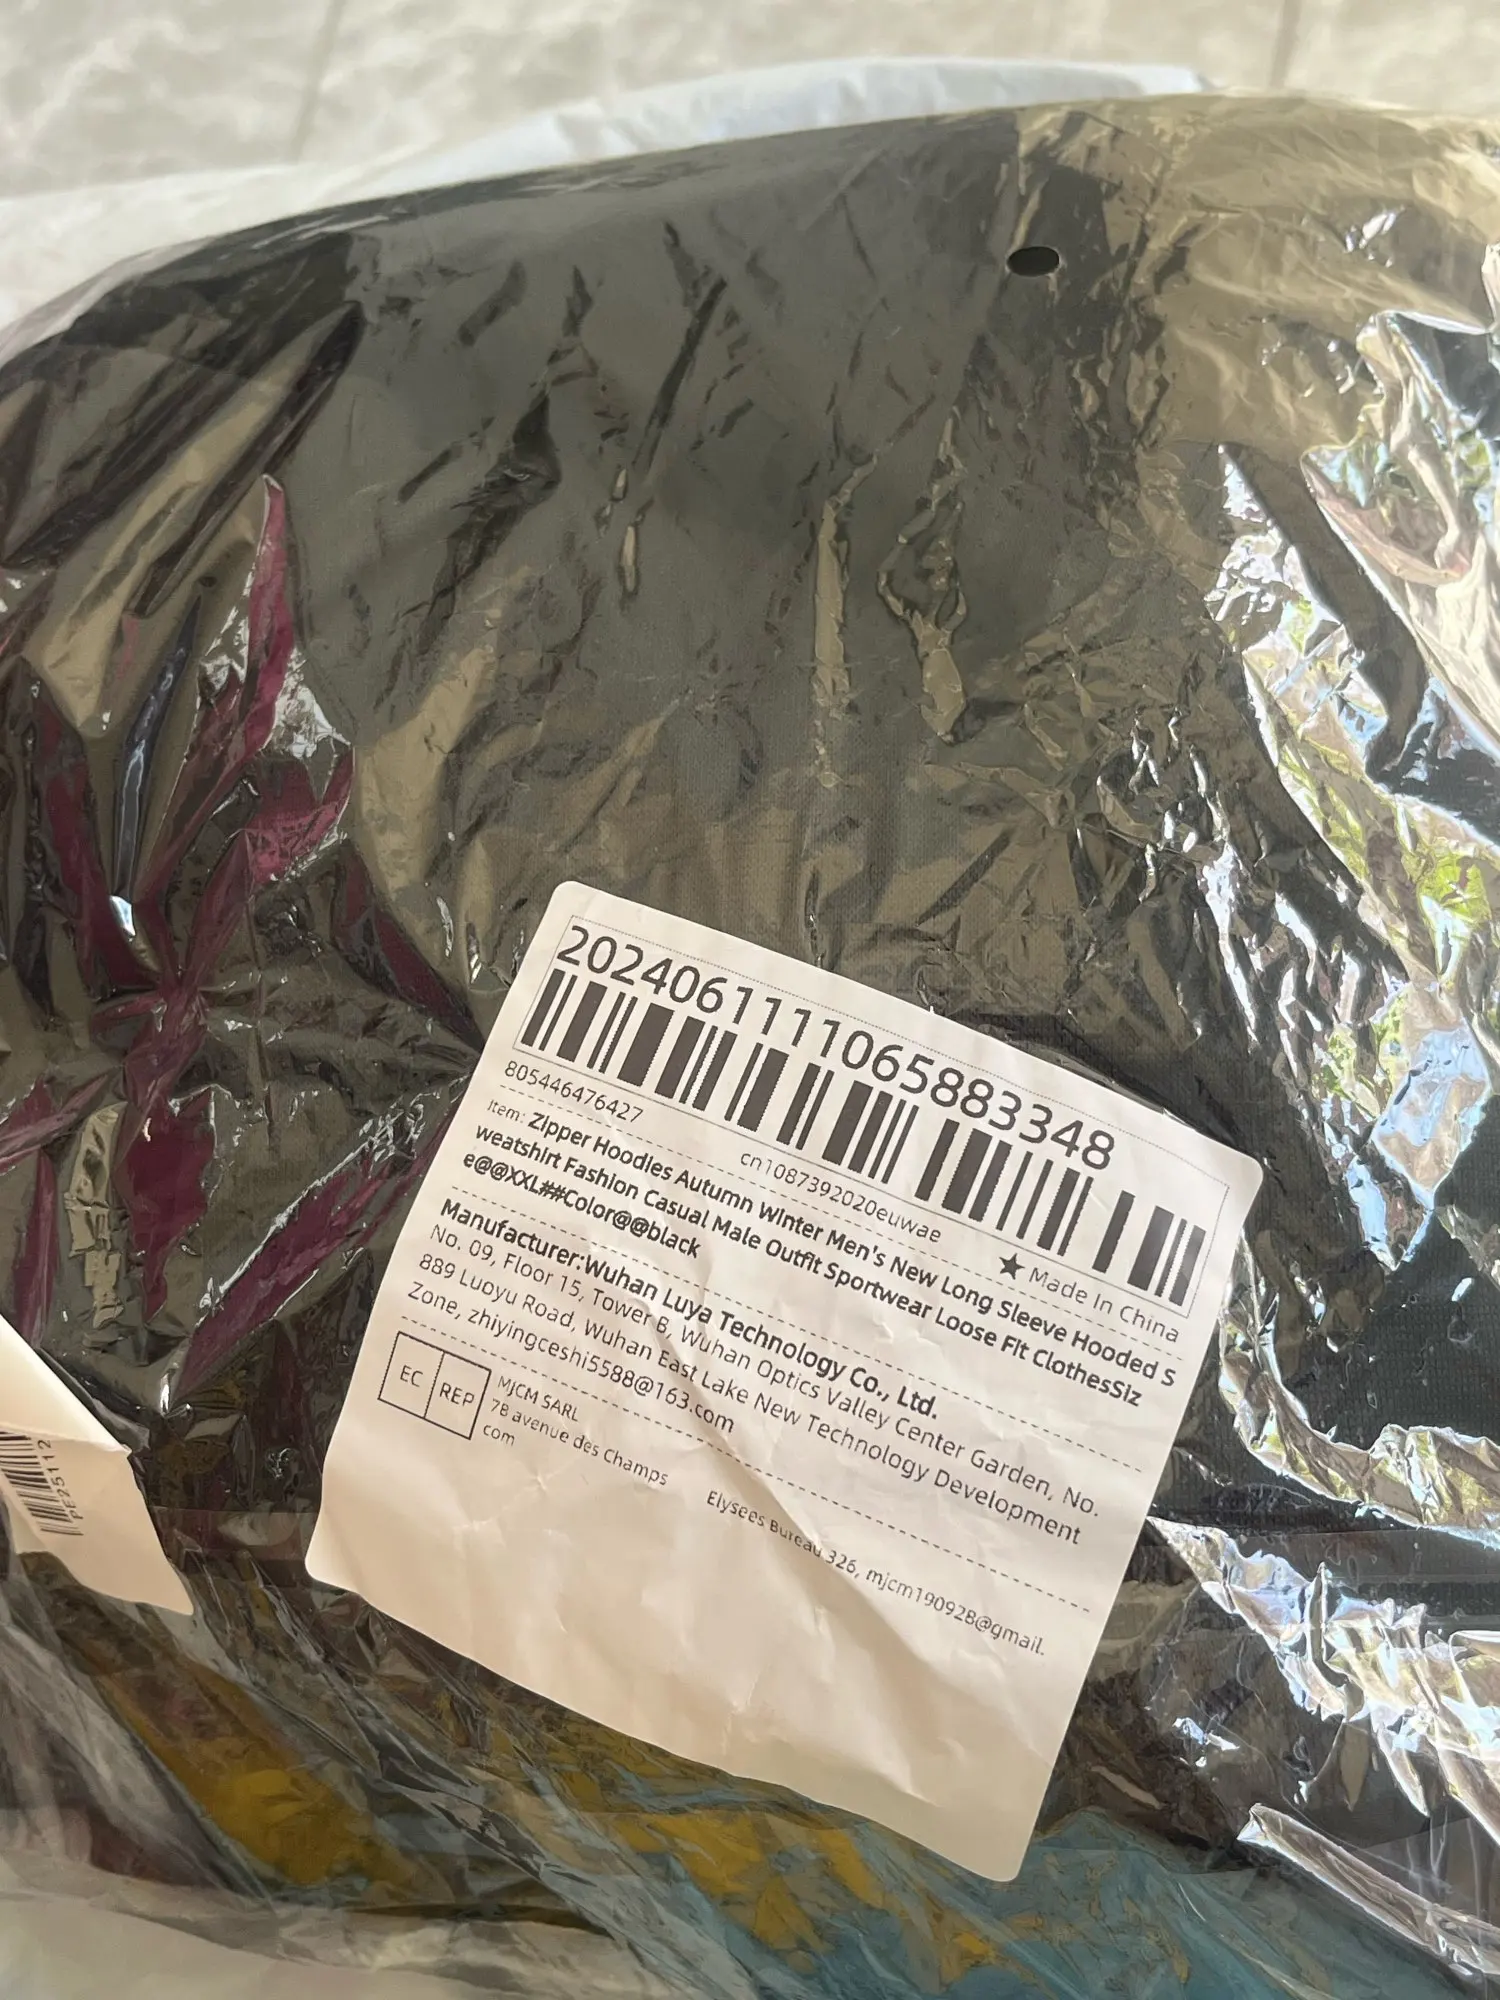 20240611110658833​48
805446476427
cn1087392020euwae
★ Made In China
Item: Zipper Hoodies Autumn Winter Men's New Long Sleeve Hooded S
weatshirt Fashion Casual Male Outfit Sportwear Loose Fit ClothesSiz
e@@XXL##Color@@black
Manufacturer:Wuhan Luya Technology Co., Ltd.
No. 09, Floor 15, Tower B, Wuhan Optics Valley Center Garden, No.
889 Luoyu Road, Wuhan East Lake New Technology Development
Zone, zhiyingceshi5588@163.com
EC REP
MJCM SARL
78 avenue des Champs Elysees Bureau 326, mjcm190928@gmail.
com
PE25112